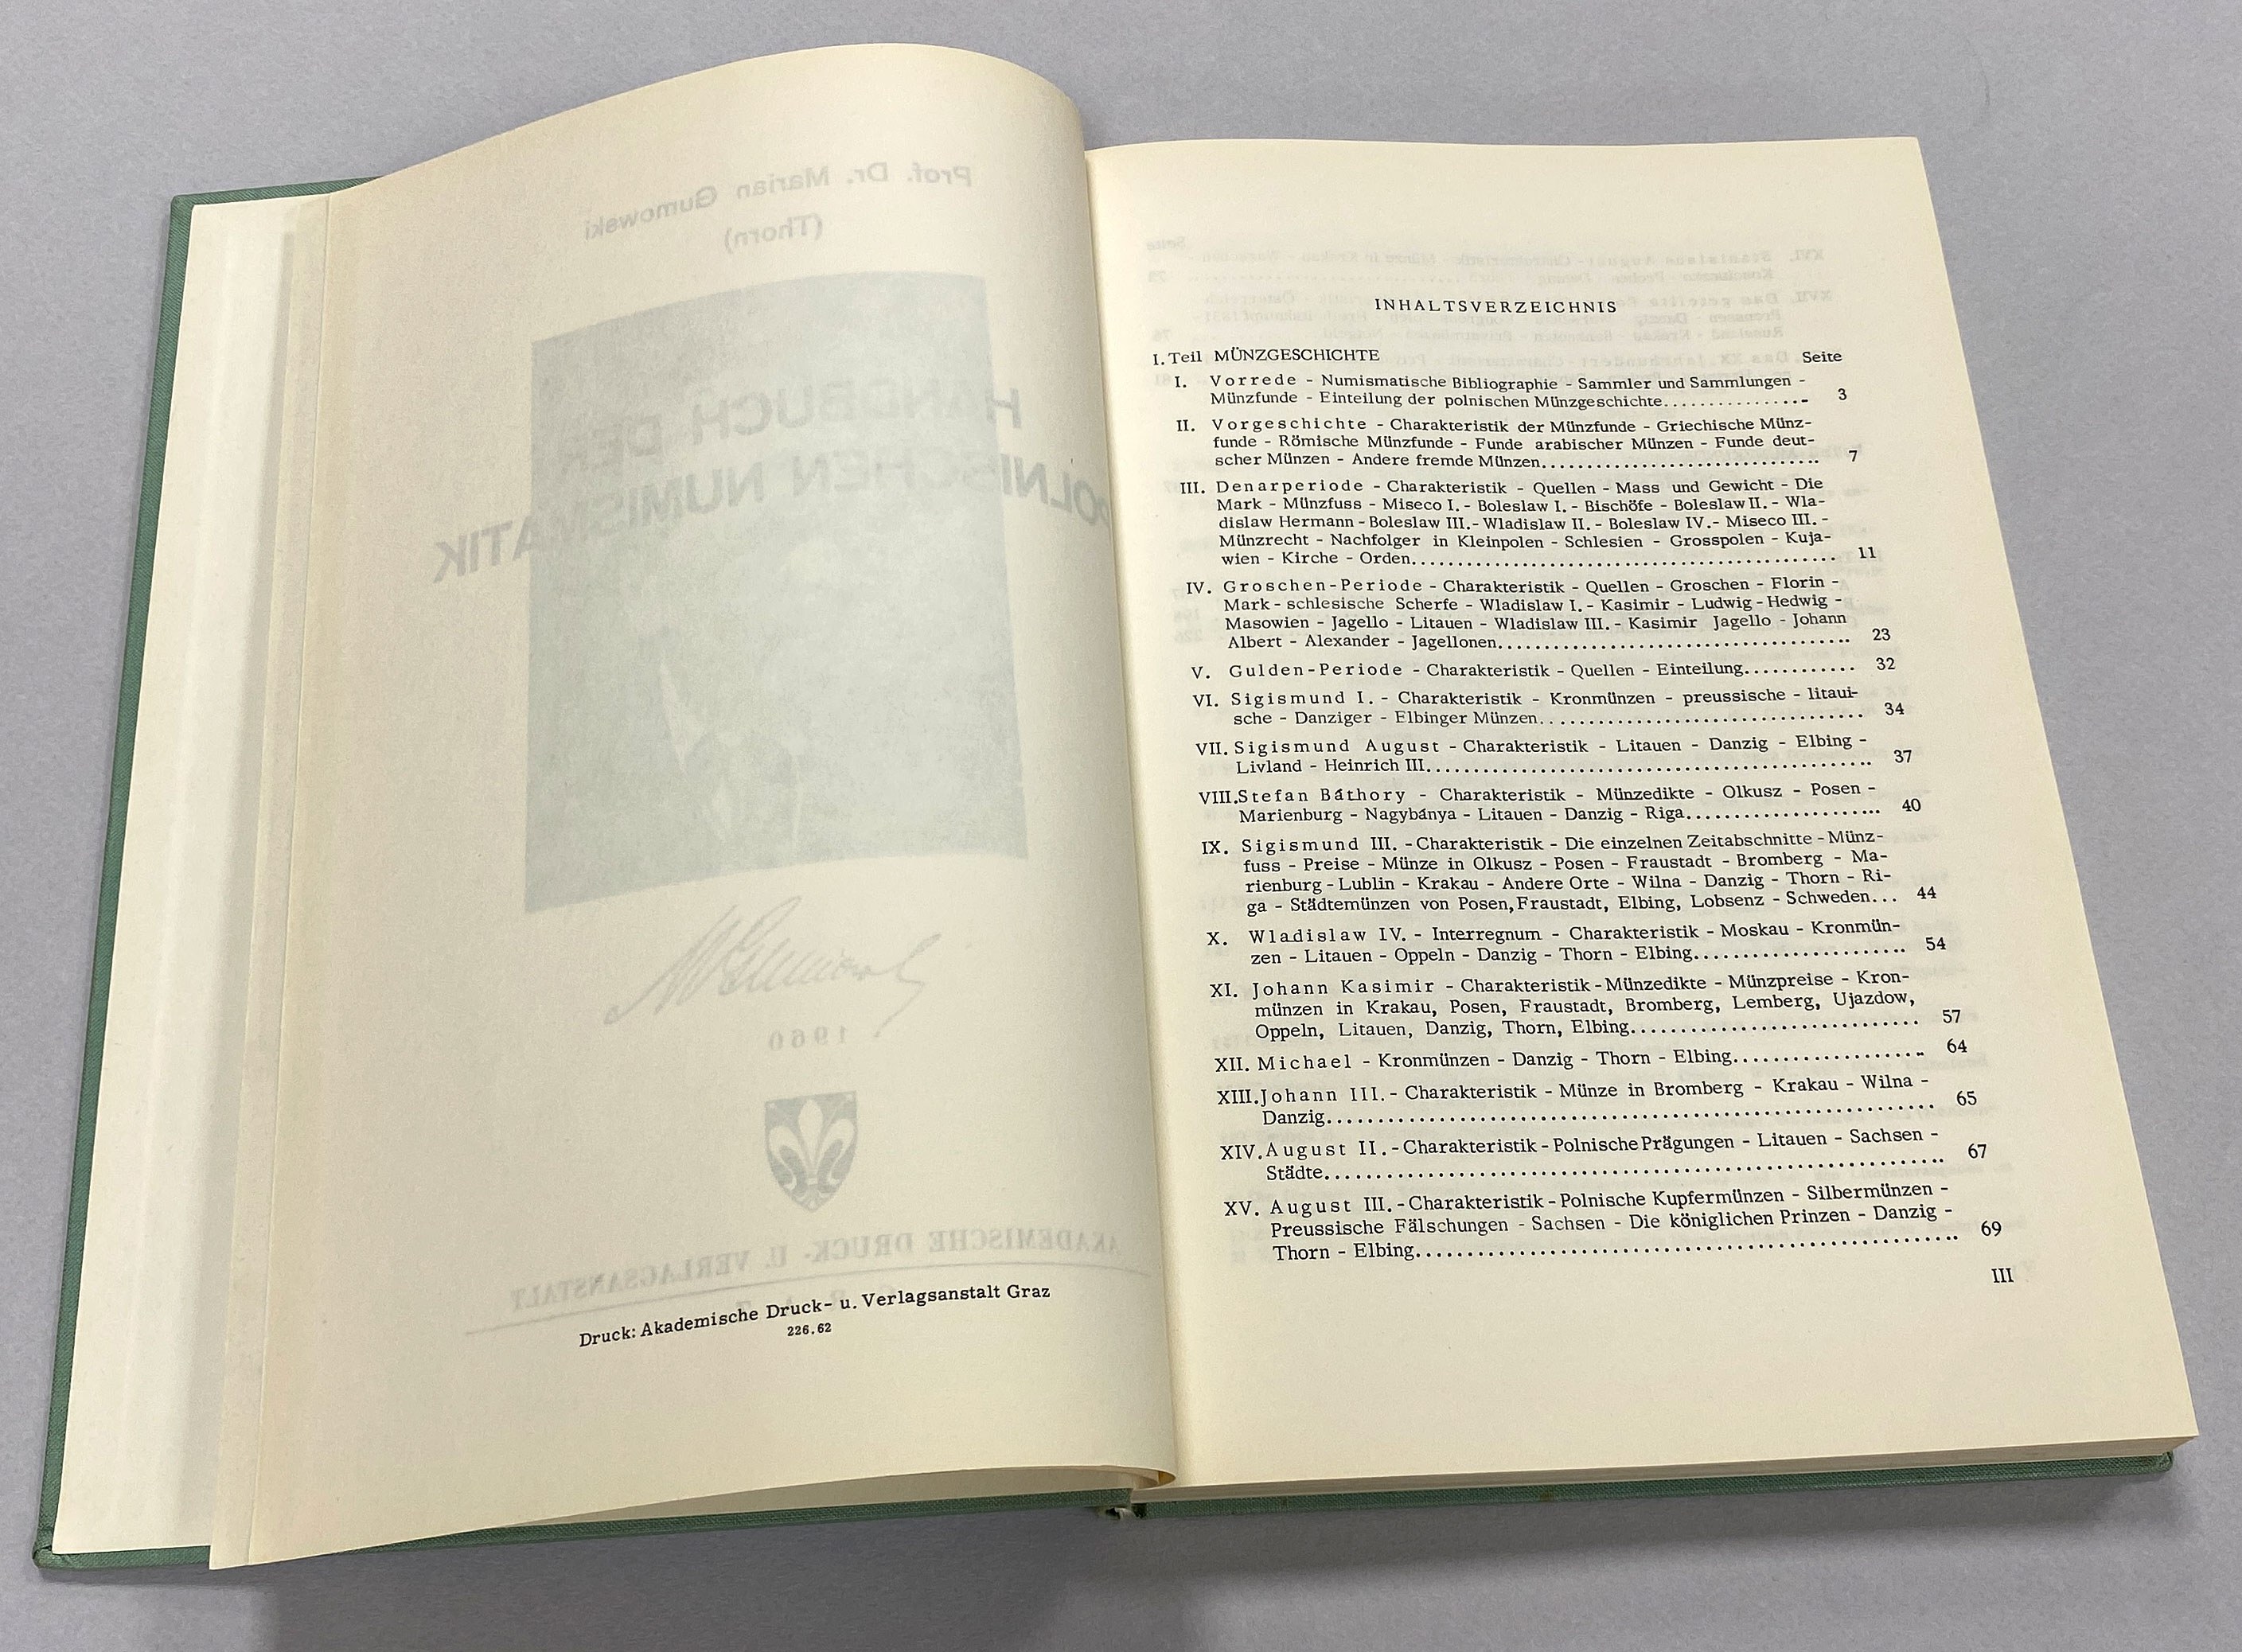 Prof. Dr. Marian Gumowski
(Thorn)
HANDBUCH DER
POLNISCHEN NUMISMATIK
1960
AKADEMISCHE DRUCK- U. VERLAGSANSTALT
Druck: Akademische Druck- u. Verlagsanstalt Graz
226.62
INHALTSVERZEICHNIS
I. Teil MÜNZGESCHICHTE Seite
I. Vorrede - Numismatische Bibliographie - Sammler und Sammlungen -
Münzfunde - Einteilung der polnischen Münzgeschichte................ 3
II. Vorgeschichte - Charakteristik der Münzfunde - Griechische Münz-
funde - Römische Münzfunde - Funde arabischer Münzen - Funde deut-
scher Münzen - Andere fremde Münzen............................... 7
III. Denarperiode - Charakteristik - Quellen - Mass und Gewicht - Die
Mark - Münzfuss - Miseco I. - Boleslaw I. - Bischöfe - Boleslaw II. - Wla-
dislaw Hermann - Boleslaw III. - Wladislaw II. - Boleslaw IV. - Miseco III. -
Münzrecht - Nachfolger in Kleinpolen - Schlesien - Grosspolen - Kuja-
wien - Kirche - Orden............................................... 11
IV. Groschen-Periode - Charakteristik - Quellen - Groschen - Florin -
Mark - schlesische Scherfe - Wladislaw I. - Kasimir - Ludwig - Hedwig -
Masowien - Jagello - Litauen - Wladislaw III. - Kasimir Jagello - Johann
Albert - Alexander - Jagellonen....................................... 23
V. Gulden-Periode - Charakteristik - Quellen - Einteilung............ 32
VI. Sigismund I. - Charakteristik - Kronmünzen - preussische - litaui-
sche - Danziger - Elbinger Münzen.................................. 34
VII. Sigismund August - Charakteristik - Litauen - Danzig - Elbing -
Livland - Heinrich III............................................... 37
VIII. Stefan Báthory - Charakteristik - Münzedikte - Olkusz - Posen -
Marienburg - Nagybánya - Litauen - Danzig - Riga..................... 40
IX. Sigismund III. - Charakteristik - Die einzelnen Zeitabschnitte - Münz-
fuss - Preise - Münze in Olkusz - Posen - Fraustadt - Bromberg - Ma-
rienburg - Lublin - Krakau - Andere Orte - Wilna - Danzig - Thorn - Ri-
ga - Städtemünzen von Posen, Fraustadt, Elbing, Lobsenz - Schweden... 44
X. Wladislaw IV. - Interregnum - Charakteristik - Moskau - Kronmün-
zen - Litauen - Oppeln - Danzig - Thorn - Elbing....................... 54
XI. Johann Kasimir - Charakteristik - Münzedikte - Münzpreise - Kron-
münzen in Krakau, Posen, Fraustadt, Bromberg, Lemberg, Ujazdow,
Oppeln, Litauen, Danzig, Thorn, Elbing.............................. 57
XII. Michael - Kronmünzen - Danzig - Thorn - Elbing.................... 64
XIII. Johann III. - Charakteristik - Münze in Bromberg - Krakau - Wilna -
Danzig............................................................. 65
XIV. August II. - Charakteristik - Polnische Prägungen - Litauen - Sachsen -
Städte.............................................................. 67
XV. August III. - Charakteristik - Polnische Kupfermünzen - Silbermünzen -
Preussische Fälschungen - Sachsen - Die königlichen Prinzen - Danzig -
Thorn - Elbing...................................................... 69
III